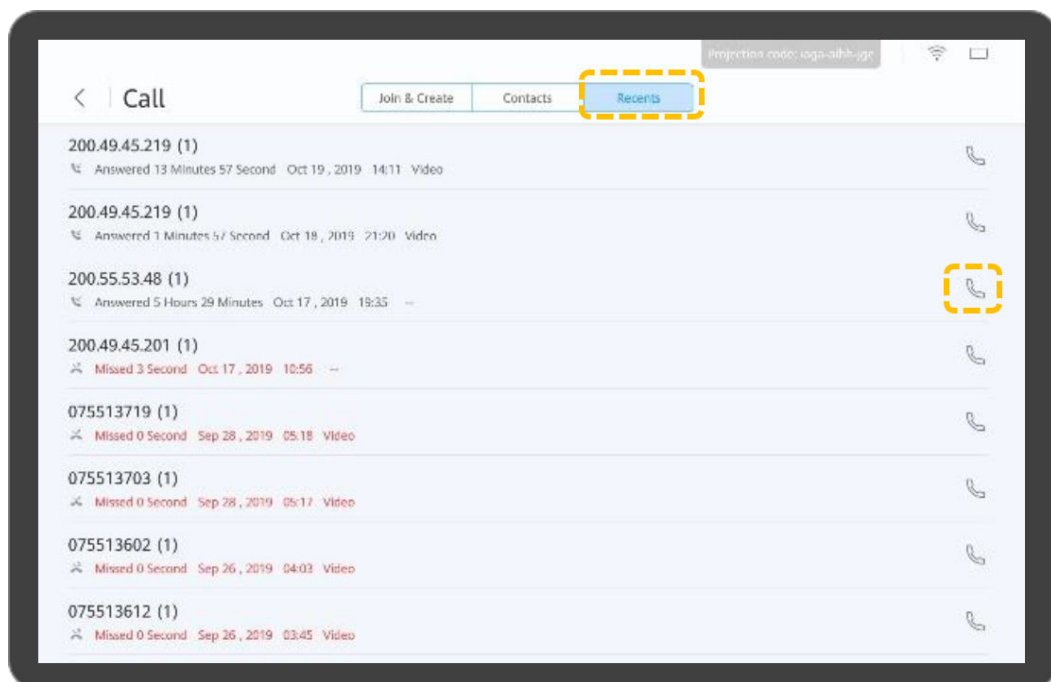 Projection code:
Call
Join & Create
Contacts
Recents
200.49.45.219 (1)
Answered 13 Minutes 57 Second Oct 19 , 2019 14:11 Video
200.49.45.219 (1)
Answered 1 Minutes 57 Second Oct 18 , 2019 21:20 Video
200.55.53.48 (1)
Answered 5 Hours 29 Minutes Oct 17 , 2019 19:35 --
200.49.45.201 (1)
Missed 3 Second Oct 17 , 2019 10:56 --
075513719 (1)
Missed 0 Second Sep 28 , 2019 05:18 Video
075513703 (1)
Missed 0 Second Sep 28 , 2019 05:17 Video
075513602 (1)
Missed 0 Second Sep 26 , 2019 04:03 Video
075513612 (1)
Missed 0 Second Sep 26 , 2019 03:45 Video